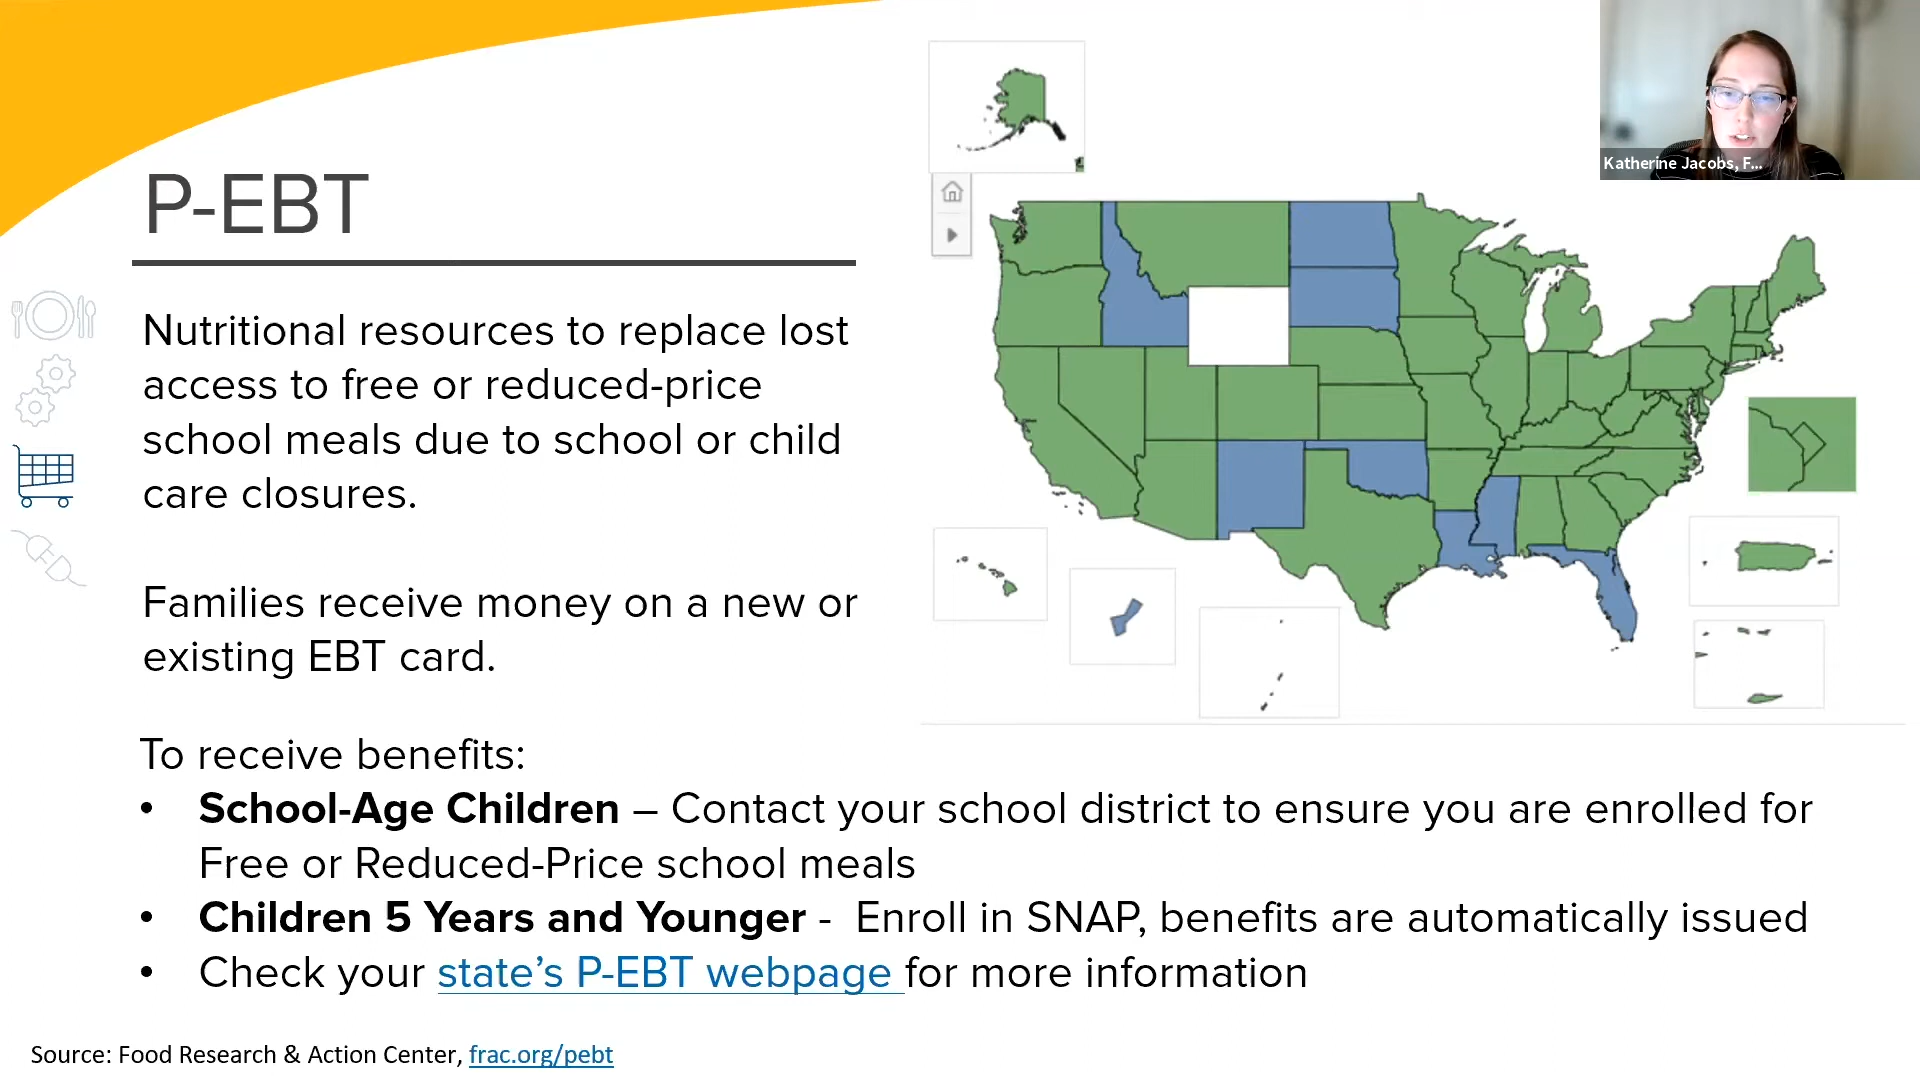 Katherine Jacobs, F...
P-EBT
Nutritional resources to replace lost
access to free or reduced-price
school meals due to school or child
care closures.
Families receive money on a new or
existing EBT card.
To receive benefits:
• School-Age Children – Contact your school district to ensure you are enrolled for
Free or Reduced-Price school meals
• Children 5 Years and Younger - Enroll in SNAP, benefits are automatically issued
• Check your state’s P-EBT webpage for more information
Source: Food Research & Action Center, frac.org/pebt